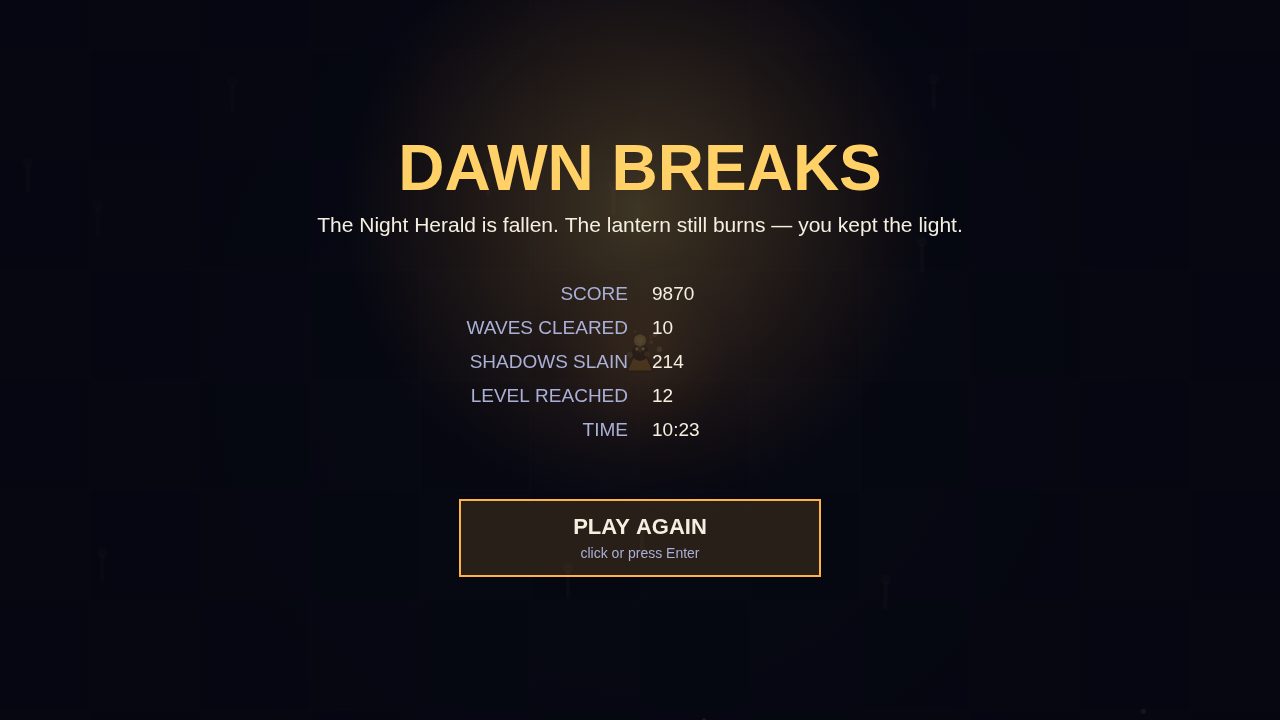 DAWN BREAKS
The Night Herald is fallen. The lantern still burns — you kept the light.
SCORE 9870
WAVES CLEARED 10
SHADOWS SLAIN 214
LEVEL REACHED 12
TIME 10:23
PLAY AGAIN
click or press Enter